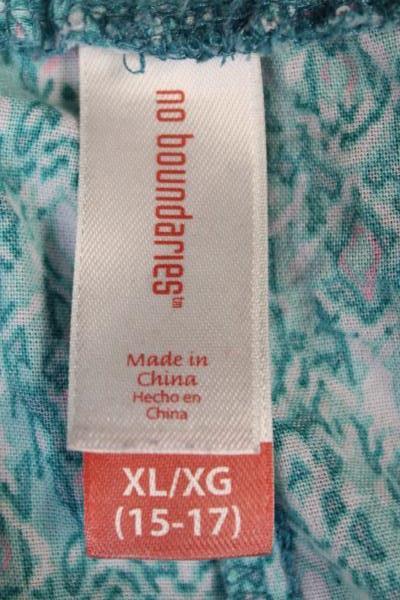 no boundaries™
Made in
China
Hecho en
China
XL/XG
(15-17)